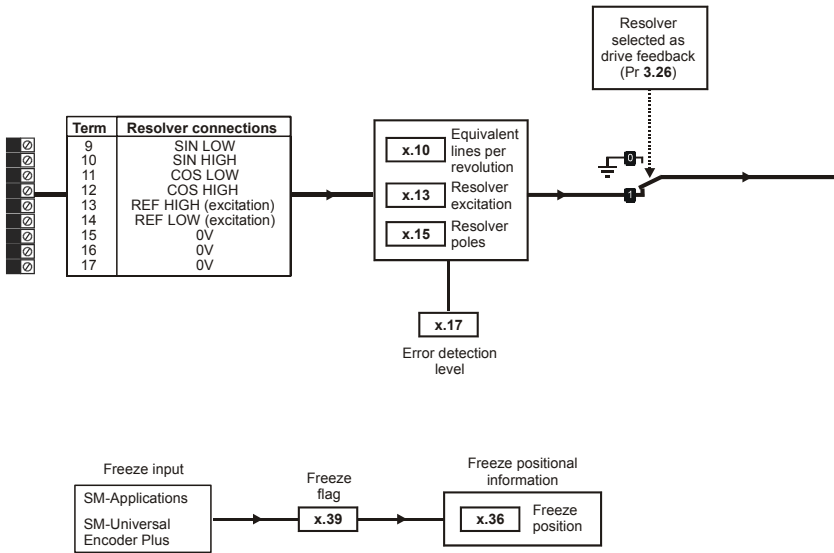 Resolver
selected as
drive feedback
(Pr 3.26)
Term Resolver connections
9 SIN LOW
10 SIN HIGH
11 COS LOW
12 COS HIGH
13 REF HIGH (excitation)
14 REF LOW (excitation)
15 0V
16 0V
17 0V
x.10 Equivalent
lines per
revolution
x.13 Resolver
excitation
x.15 Resolver
poles
0
1
x.17
Error detection
level
Freeze input
SM-Applications
SM-Universal
Encoder Plus
Freeze
flag
x.39
Freeze positional
information
x.36 Freeze
position